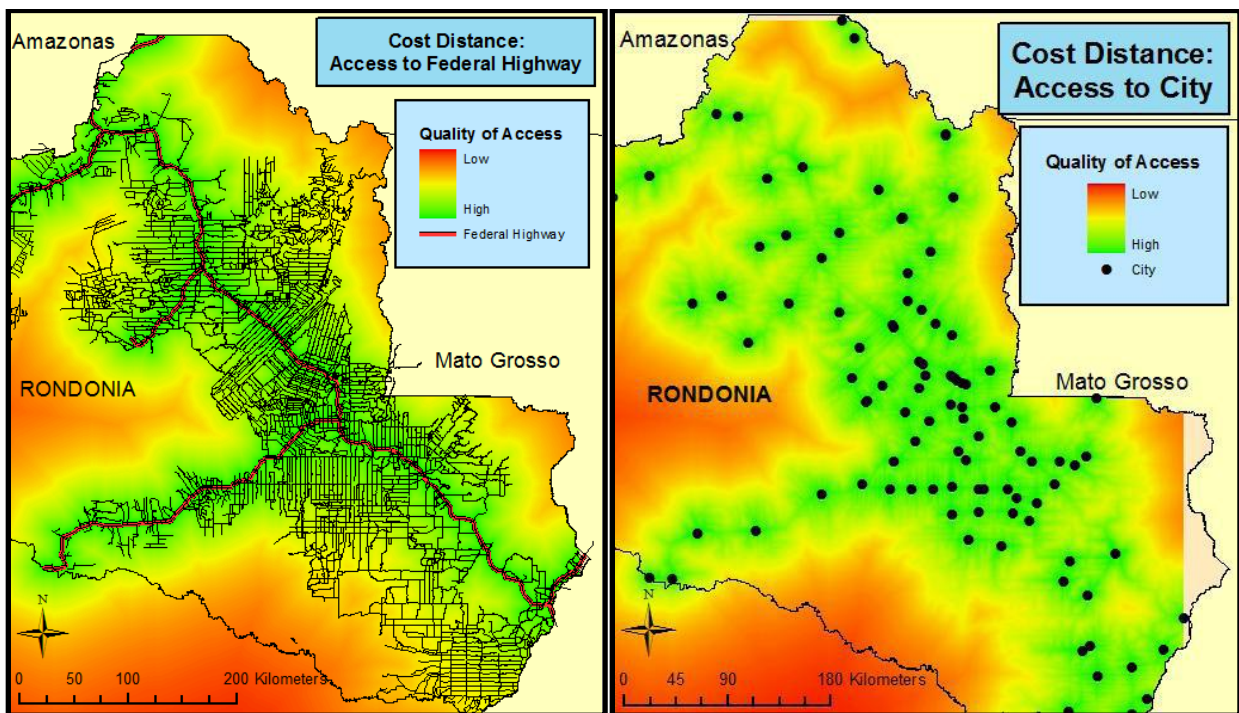 Amazonas
Cost Distance:
Access to Federal Highway
Quality of Access
Low
High
Federal Highway
Mato Grosso
RONDONIA
N
0 50 100 200 Kilometers
Amazonas
Cost Distance:
Access to City
Quality of Access
Low
High
City
Mato Grosso
RONDONIA
N
0 45 90 180 Kilometers